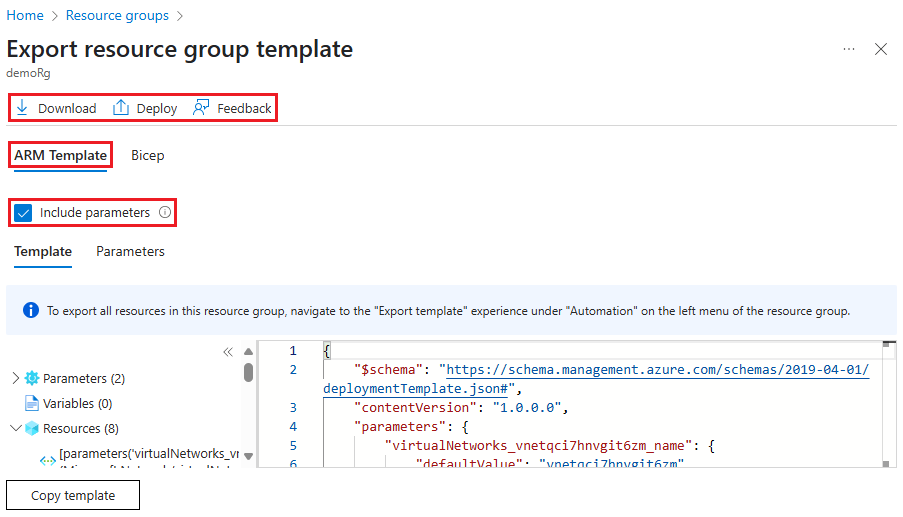 Home > Resource groups >
Export resource group template
demoRg
Download Deploy Feedback
ARM Template Bicep
Include parameters
Template Parameters
To export all resources in this resource group, navigate to the "Export template" experience under "Automation" on the left menu of the resource group.
Parameters (2)
Variables (0)
Resources (8)
[parameters('virtualNetworks_v
1 {
2 "$schema": "https://schema.management.azure.com/schemas/2019-04-01/
deploymentTemplate.json#",
3 "contentVersion": "1.0.0.0",
4 "parameters": {
5 "virtualNetworks_vnetqci7hnvgit6zm_name": {
6 "defaultValue": "vnetqci7hnvgit6zm"
Copy template